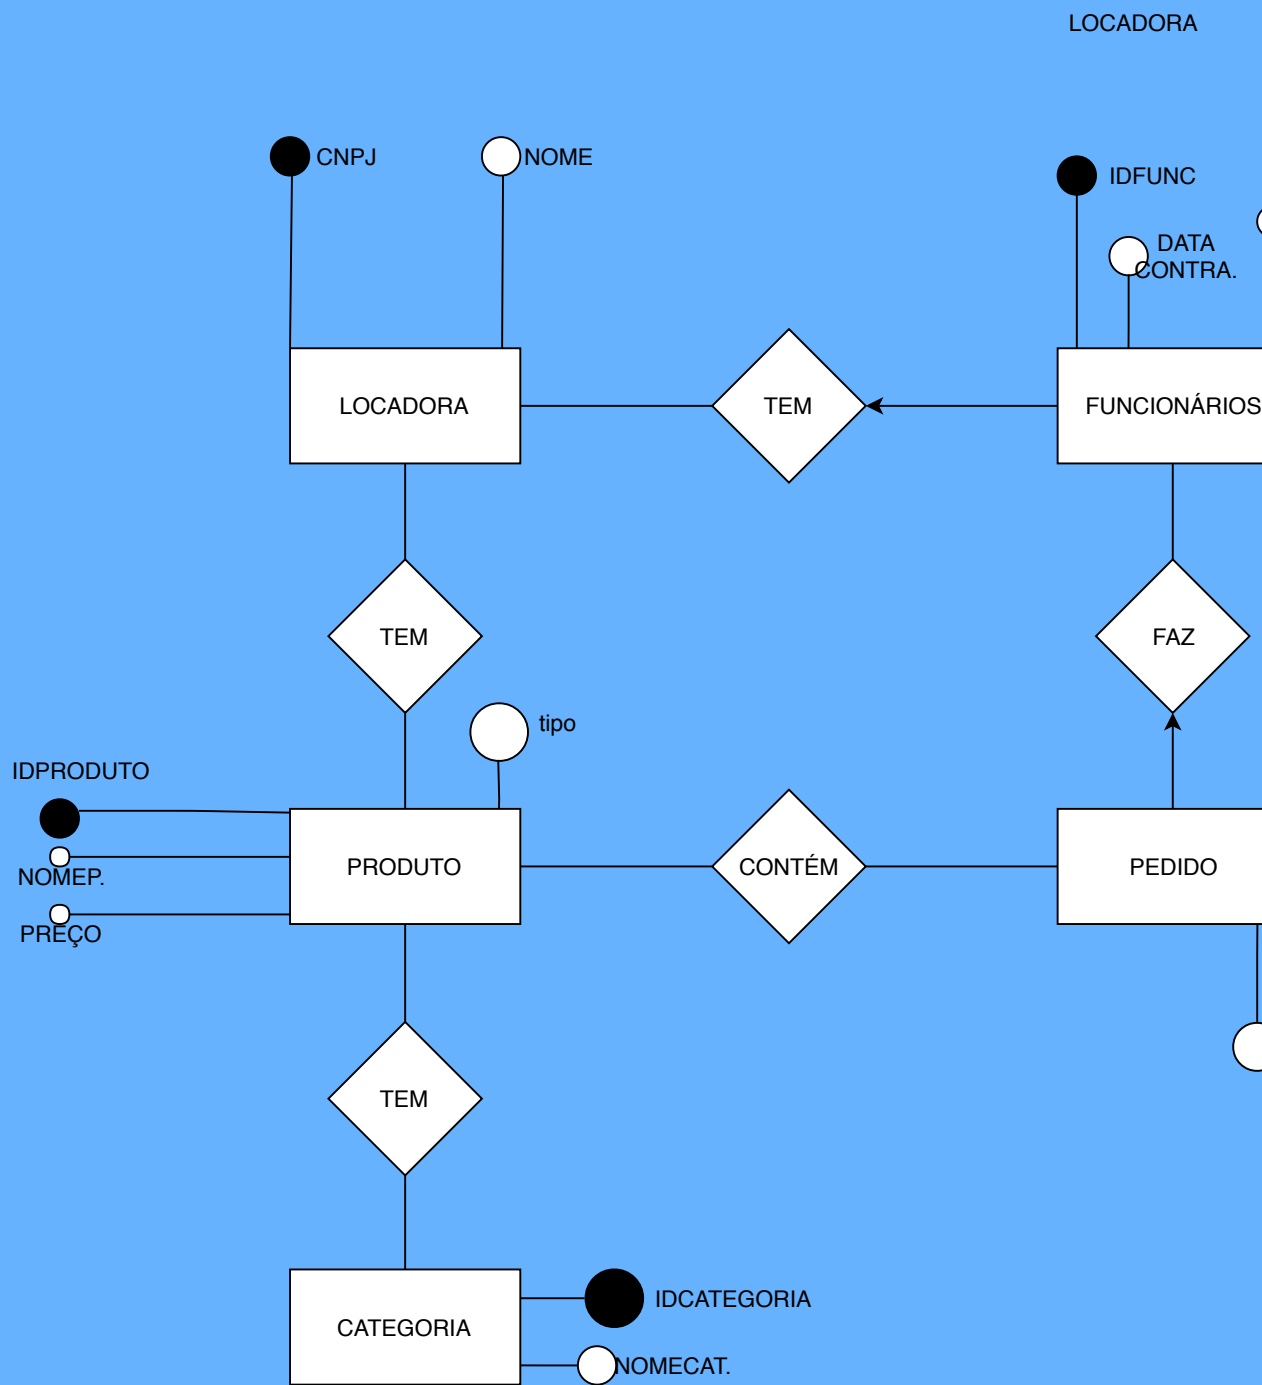 LOCADORA
CNPJ
NOME
IDFUNC
DATA
CONTRA.
LOCADORA
TEM
FUNCIONÁRIOS
TEM
FAZ
tipo
IDPRODUTO
NOMEP.
PREÇO
PRODUTO
CONTÉM
PEDIDO
TEM
CATEGORIA
IDCATEGORIA
NOMECAT.